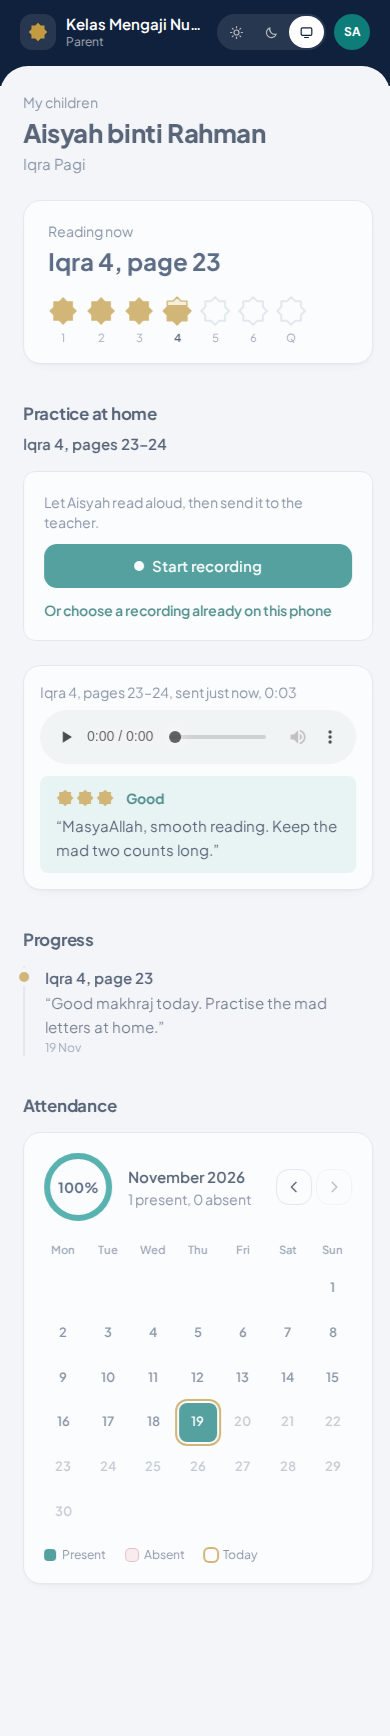 Kelas Mengaji Nu...
Parent
SA
My children
Aisyah binti Rahman
Iqra Pagi
Reading now
Iqra 4, page 23
1 2 3 4 5 6 Q
Practice at home
Iqra 4, pages 23–24
Let Aisyah read aloud, then send it to the
teacher.
Start recording
Or choose a recording already on this phone
Iqra 4, pages 23–24, sent just now, 0:03
0:00 / 0:00
Good
“MasyaAllah, smooth reading. Keep the
mad two counts long.”
Progress
Iqra 4, page 23
“Good makhraj today. Practise the mad
letters at home.”
19 Nov
Attendance
100%
November 2026
1 present, 0 absent
Mon Tue Wed Thu Fri Sat Sun
1
2 3 4 5 6 7 8
9 10 11 12 13 14 15
16 17 18 19 20 21 22
23 24 25 26 27 28 29
30
Present Absent Today